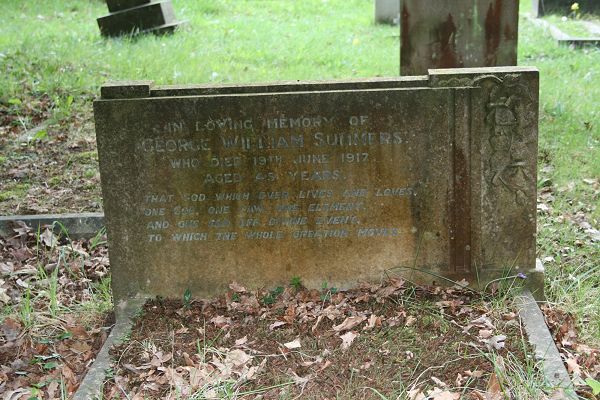 IN LOVING MEMORY OF
GEORGE WILLIAM SUMMERS
WHO DIED 19TH JUNE 1917
AGED 45 YEARS.
THAT GOD WHICH EVER LIVES AND LOVES,
ONE GOD, ONE LAW, ONE ELEMENT,
AND ONE FAR OFF DIVINE EVENT,
TO WHICH THE WHOLE CREATION MOVES.